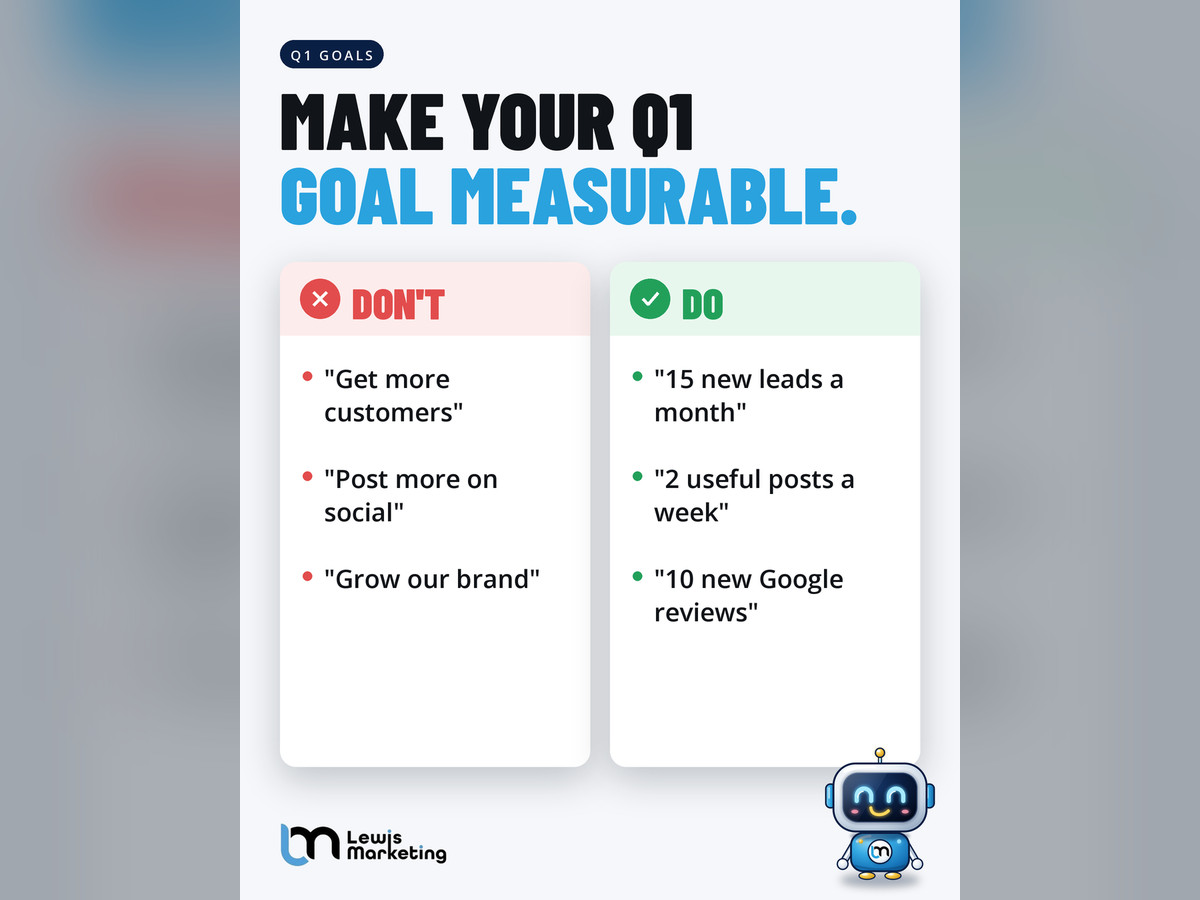 Q1 GOALS
MAKE YOUR Q1
GOAL MEASURABLE.
DON'T
"Get more
customers"
"Post more on
social"
"Grow our brand"
DO
"15 new leads a
month"
"2 useful posts a
week"
"10 new Google
reviews"
Lewis
Marketing